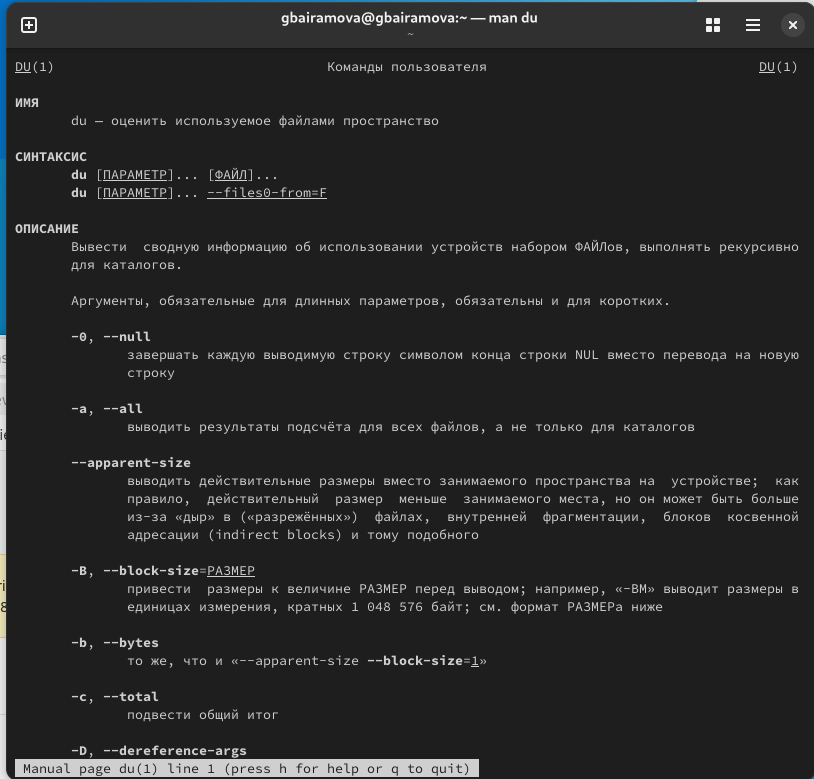 gbairamova@gbairamova:~ — man du
~
DU(1) Команды пользователя DU(1)
ИМЯ
du — оценить используемое файлами пространство
СИНТАКСИС
du [ПАРАМЕТР]... [ФАЙЛ]...
du [ПАРАМЕТР]... --files0-from=F
ОПИСАНИЕ
Вывести сводную информацию об использовании устройств набором ФАЙЛов, выполнять рекурсивно
для каталогов.
Аргументы, обязательные для длинных параметров, обязательны и для коротких.
-0, --null
завершать каждую выводимую строку символом конца строки NUL вместо перевода на новую
строку
-a, --all
выводить результаты подсчёта для всех файлов, а не только для каталогов
--apparent-size
выводить действительные размеры вместо занимаемого пространства на устройстве; как
правило, действительный размер меньше занимаемого места, но он может быть больше
из-за «дыр» в («разрежённых») файлах, внутренней фрагментации, блоков косвенной
адресации (indirect blocks) и тому подобного
-B, --block-size=РАЗМЕР
привести размеры к величине РАЗМЕР перед выводом; например, «-BM» выводит размеры в
единицах измерения, кратных 1 048 576 байт; см. формат РАЗМЕРа ниже
-b, --bytes
то же, что и «--apparent-size --block-size=1»
-c, --total
подвести общий итог
-D, --dereference-args
Manual page du(1) line 1 (press h for help or q to quit)